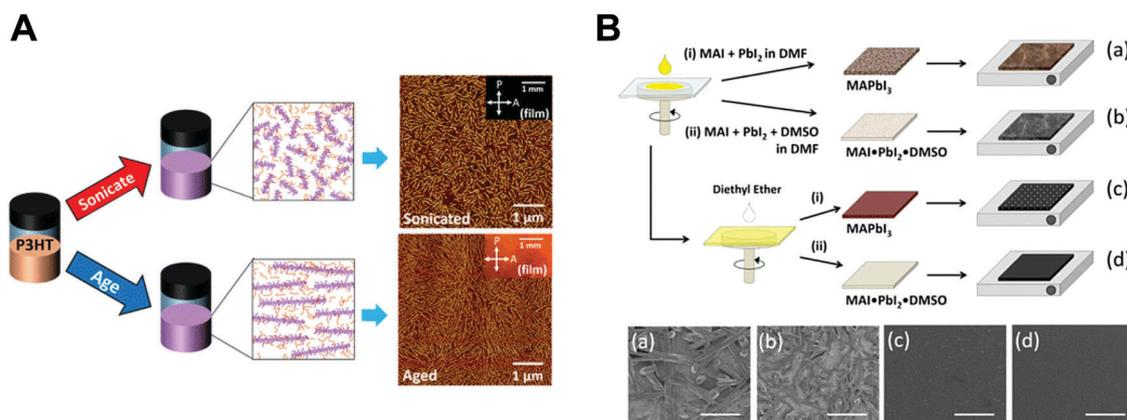 A
P3HT
Sonicate
Age
P
A
1 mm
(film)
Sonicated
1 μm
P
A
1 mm
(film)
Aged
1 μm
B
(i) MAI + PbI2 in DMF
(ii) MAI + PbI2 + DMSO
in DMF
MAPbI3
(a)
MAI•PbI2•DMSO
(b)
Diethyl Ether
(i)
(ii)
MAPbI3
(c)
MAI•PbI2•DMSO
(d)
(a)
(b)
(c)
(d)